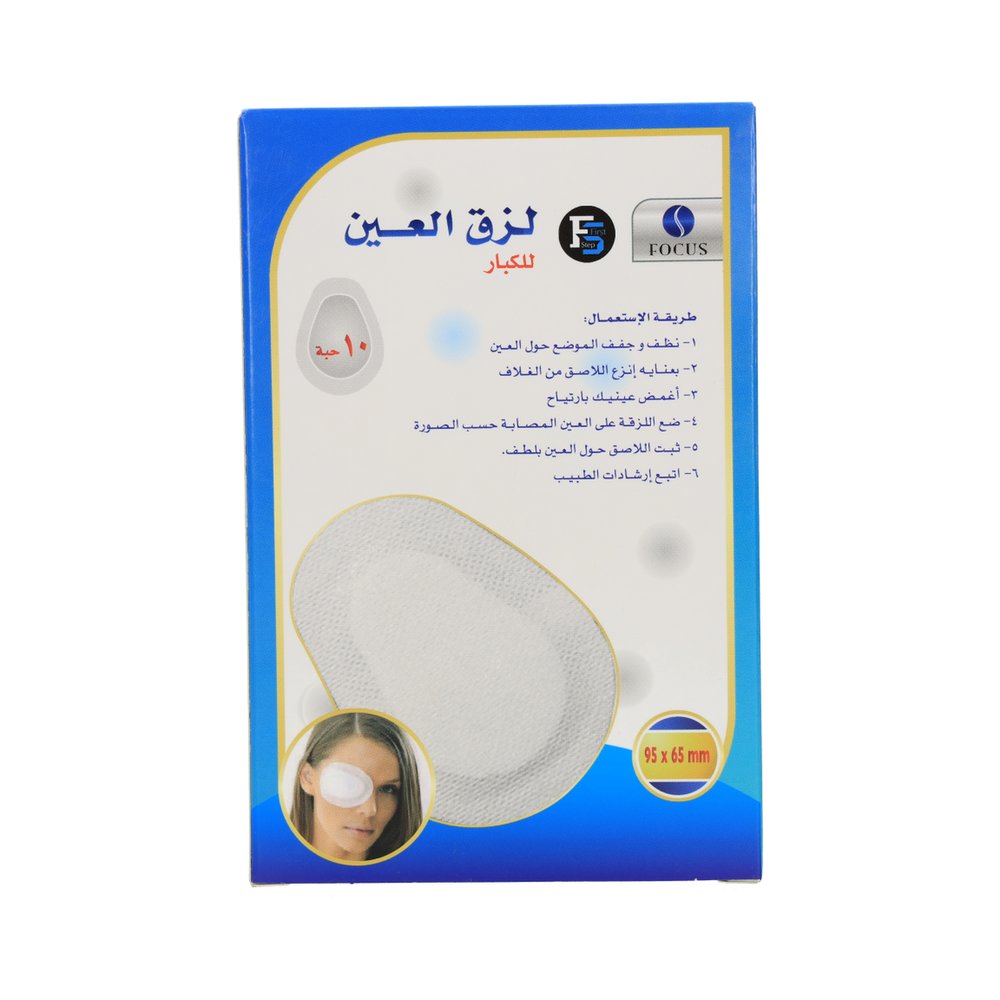 FOCUS
First
Step
FS
لزق العين
للكبار
١٠ حبة
طريقة الإستعمال:
١- نظف و جفف الموضع حول العين
٢- بعنايه إنزع اللاصق من الغلاف
٣- أغمض عينيك بارتياح
٤- ضع اللزقة على العين المصابة حسب الصورة
٥- ثبت اللاصق حول العين بلطف.
٦- اتبع إرشادات الطبيب
95 x 65 mm